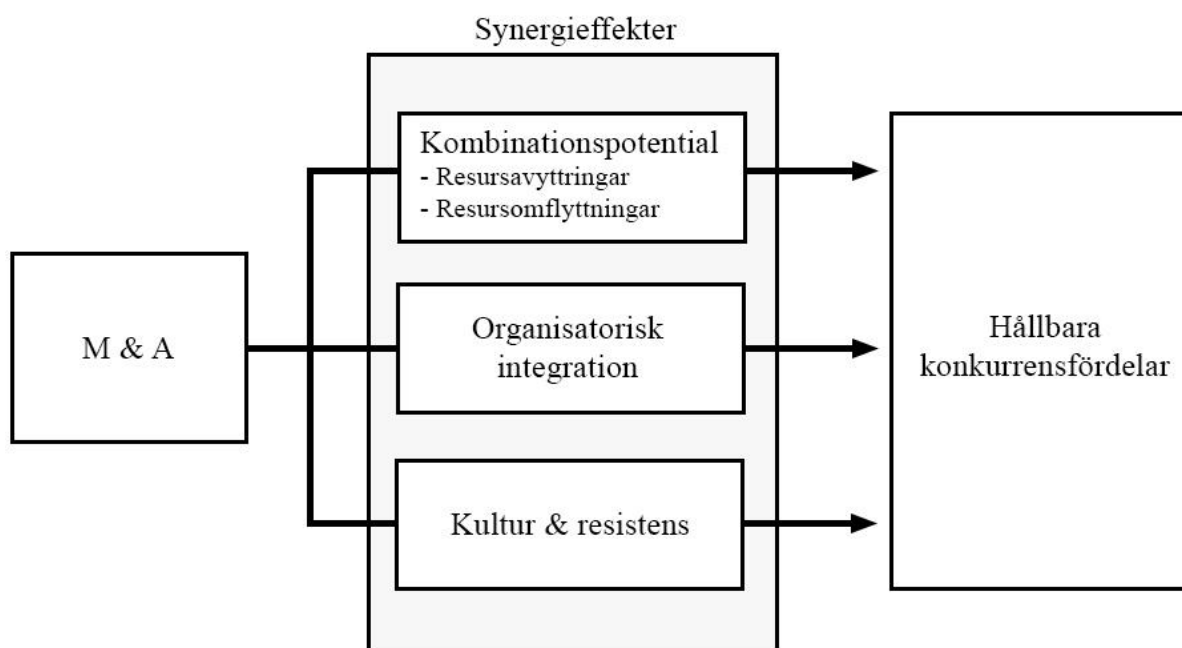 Synergieffekter
Kombinationspotential
- Resursavyttringar
- Resursomflyttningar
M & A
Organisatorisk
integration
Hållbara
konkurrensfördelar
Kultur & resistens